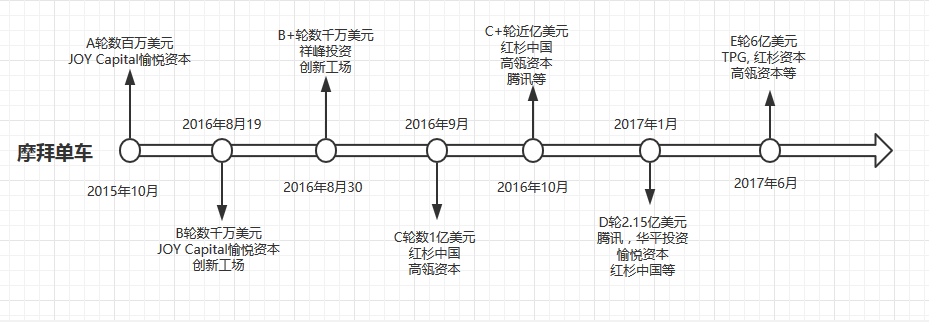 摩拜单车
A轮数百万美元
JOY Capital愉悦资本
2015年10月
2016年8月19
B轮数千万美元
JOY Capital愉悦资本
创新工场
B+轮数千万美元
祥峰投资
创新工场
2016年8月30
2016年9月
C轮数1亿美元
红杉中国
高瓴资本
C+轮近亿美元
红杉中国
高瓴资本
腾讯等
2016年10月
2017年1月
D轮2.15亿美元
腾讯，华平投资
愉悦资本
红杉中国等
E轮6亿美元
TPG, 红杉资本
高瓴资本等
2017年6月